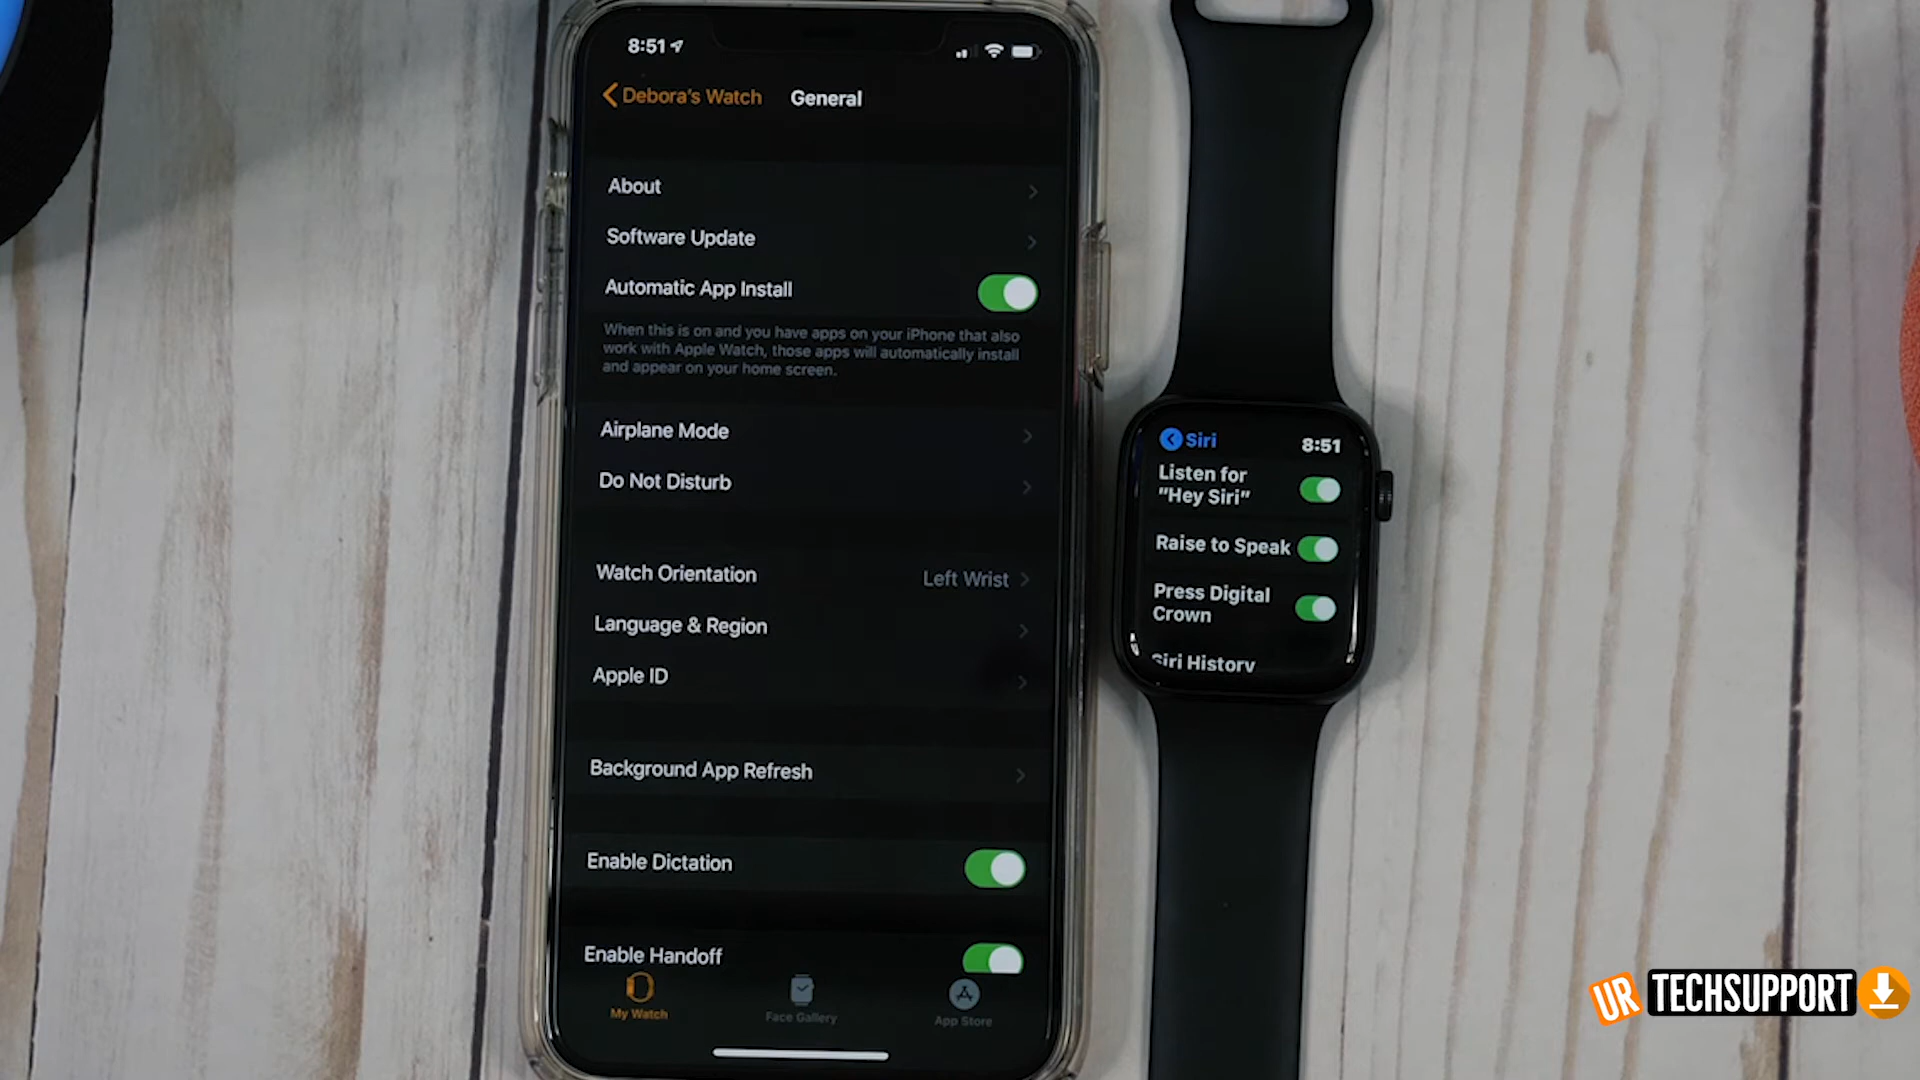 8:51
Debora's Watch
General
About
Software Update
Automatic App Install
When this is on and you have apps on your iPhone that also
work with Apple Watch, those apps will automatically install
and appear on your home screen.
Airplane Mode
Do Not Disturb
Watch Orientation
Left Wrist
Language & Region
Apple ID
Background App Refresh
Enable Dictation
Enable Handoff
My Watch
Face Gallery
App Store
Siri
8:51
Listen for
"Hey Siri"
Raise to Speak
Press Digital
Crown
Siri History
UR TECHSUPPORT